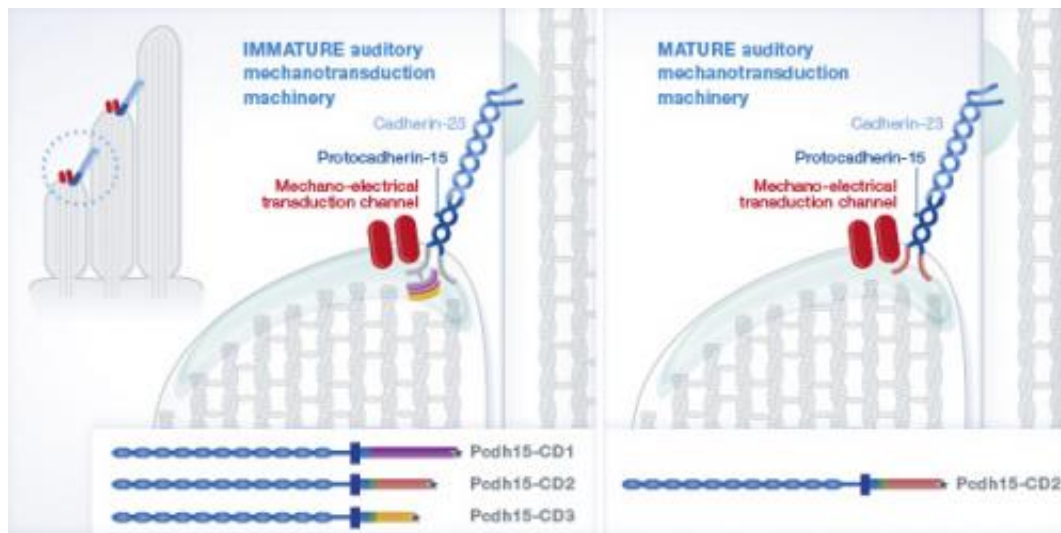 IMMATURE auditory
mechanotransduction
machinery
Cadherin-23
Protocadherin-15
Mechano-electrical
transduction channel
Pcdh15-CD1
Pcdh15-CD2
Pcdh15-CD3
MATURE auditory
mechanotransduction
machinery
Cadherin-23
Protocadherin-15
Mechano-electrical
transduction channel
Pcdh15-CD2